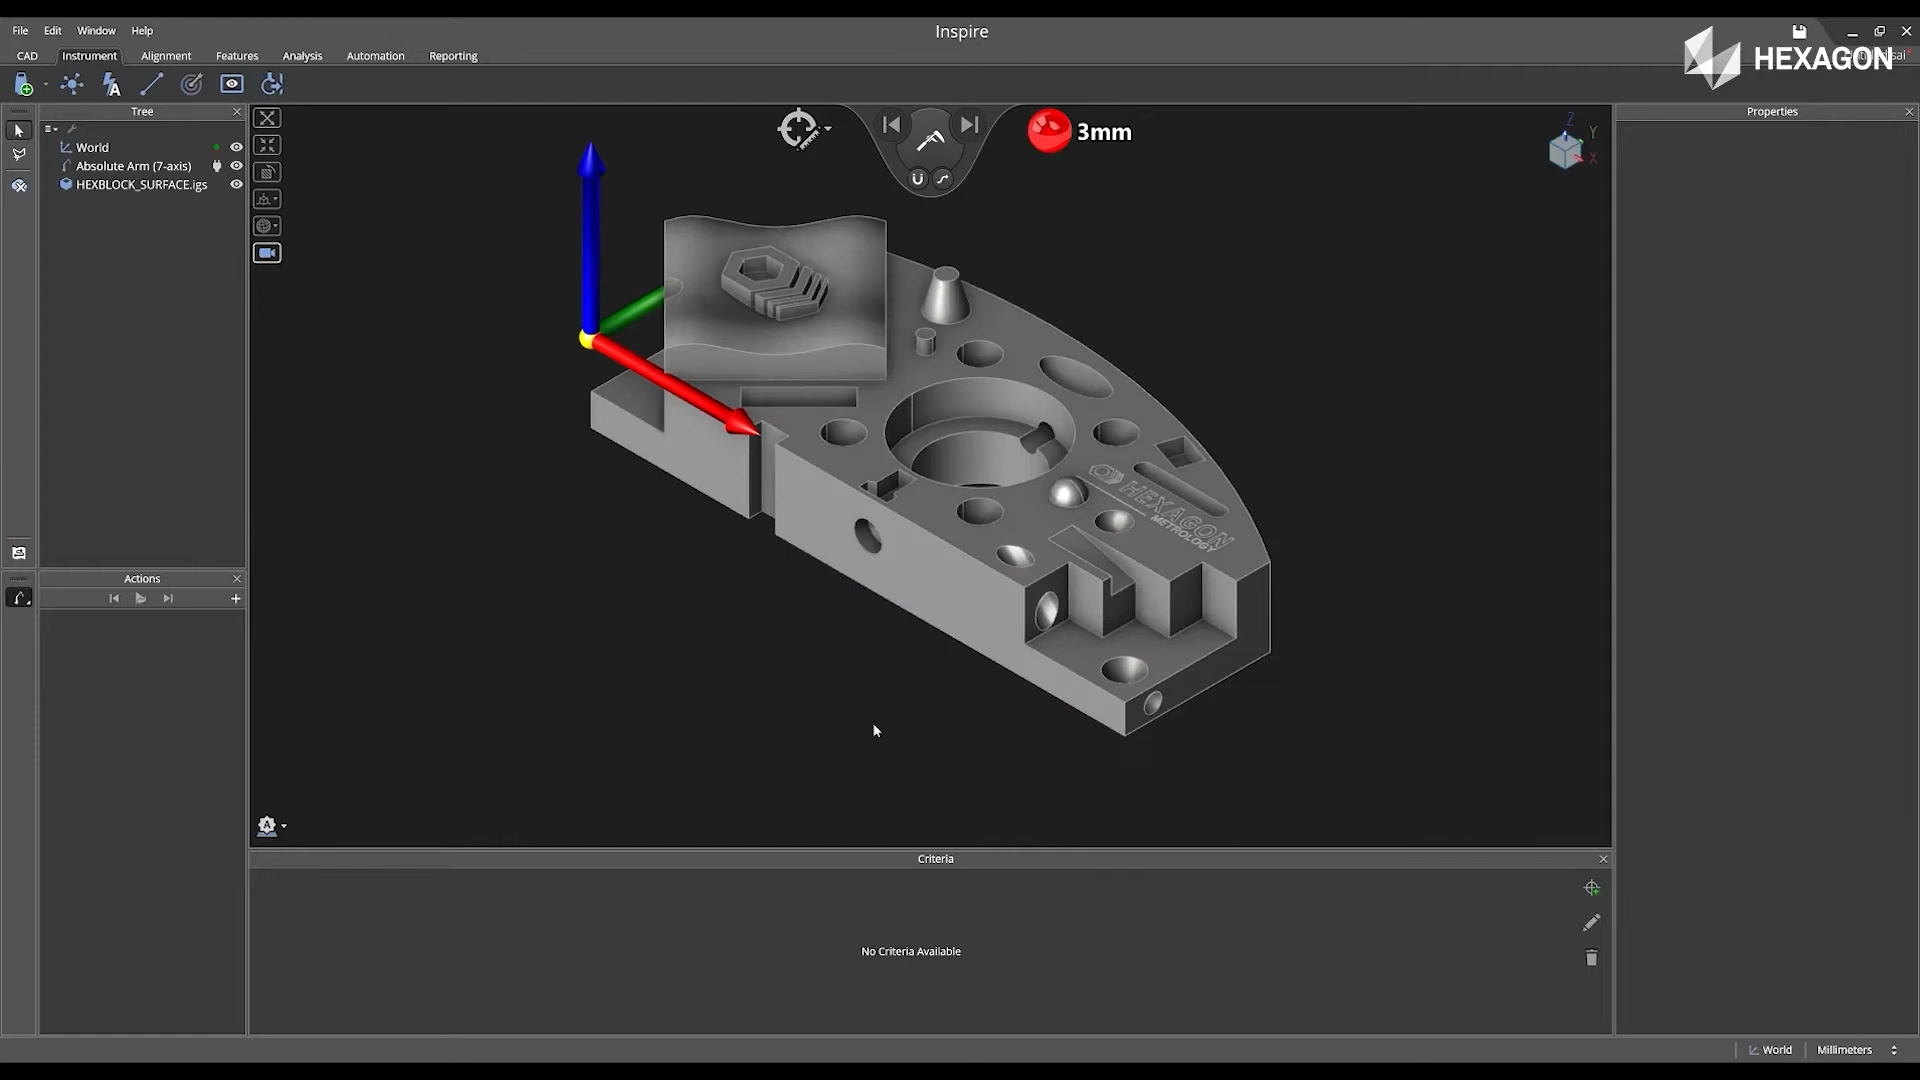 Inspire
File Edit Window Help
HEXAGON
CAD Instrument Alignment Features Analysis Automation Reporting
Tree
Properties
World
Absolute Arm (7-axis)
HEXBLOCK_SURFACE.igs
3mm
Z
Y
X
HEXAGON
METROLOGY
Actions
Criteria
No Criteria Available
World Millimeters